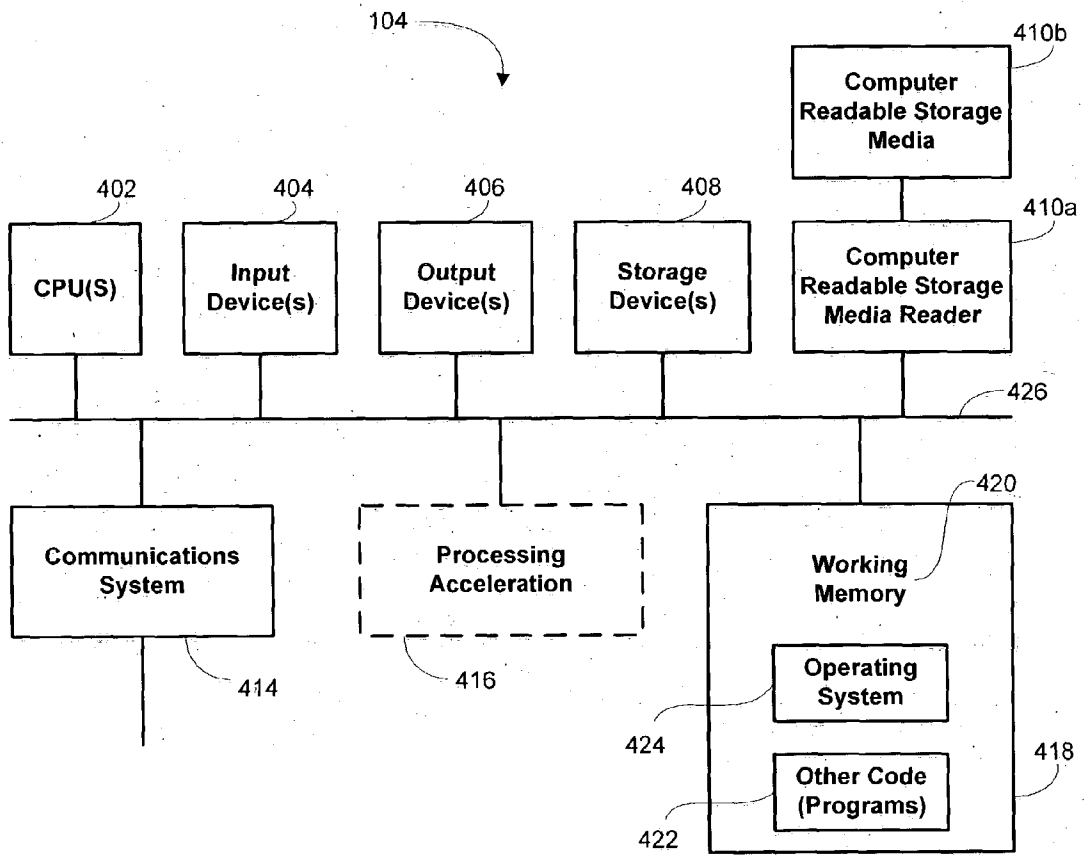 104
410b
Computer
Readable Storage
Media
402
404
406
408
410a
CPU(S)
Input
Device(s)
Output
Device(s)
Storage
Device(s)
Computer
Readable Storage
Media Reader
426
420
Communications
System
Processing
Acceleration
Working
Memory
414
416
Operating
System
424
418
Other Code
(Programs)
422